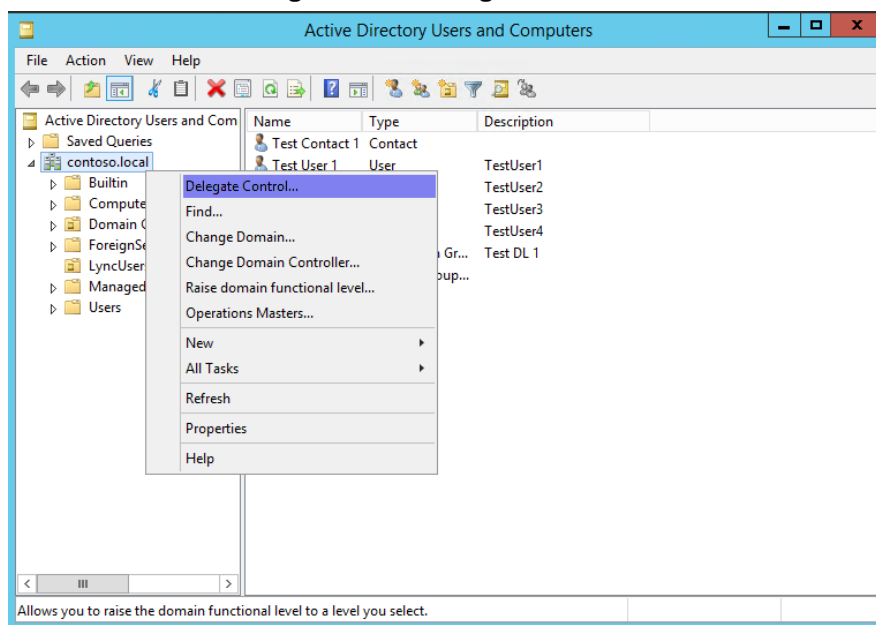 Active Directory Users and Computers
File Action View Help
Active Directory Users and Com
Name Type Description
Saved Queries
Test Contact 1 Contact
contoso.local
Test User 1 User TestUser1
Builtin
Delegate Control...
TestUser2
Compute
Find...
TestUser3
Domain
Change Domain...
TestUser4
ForeignSe
Change Domain Controller...
Gr... Test DL 1
LyncUser
Raise domain functional level...
oup...
Managed
Users
Operations Masters...
New
All Tasks
Refresh
Properties
Help
Allows you to raise the domain functional level to a level you select.